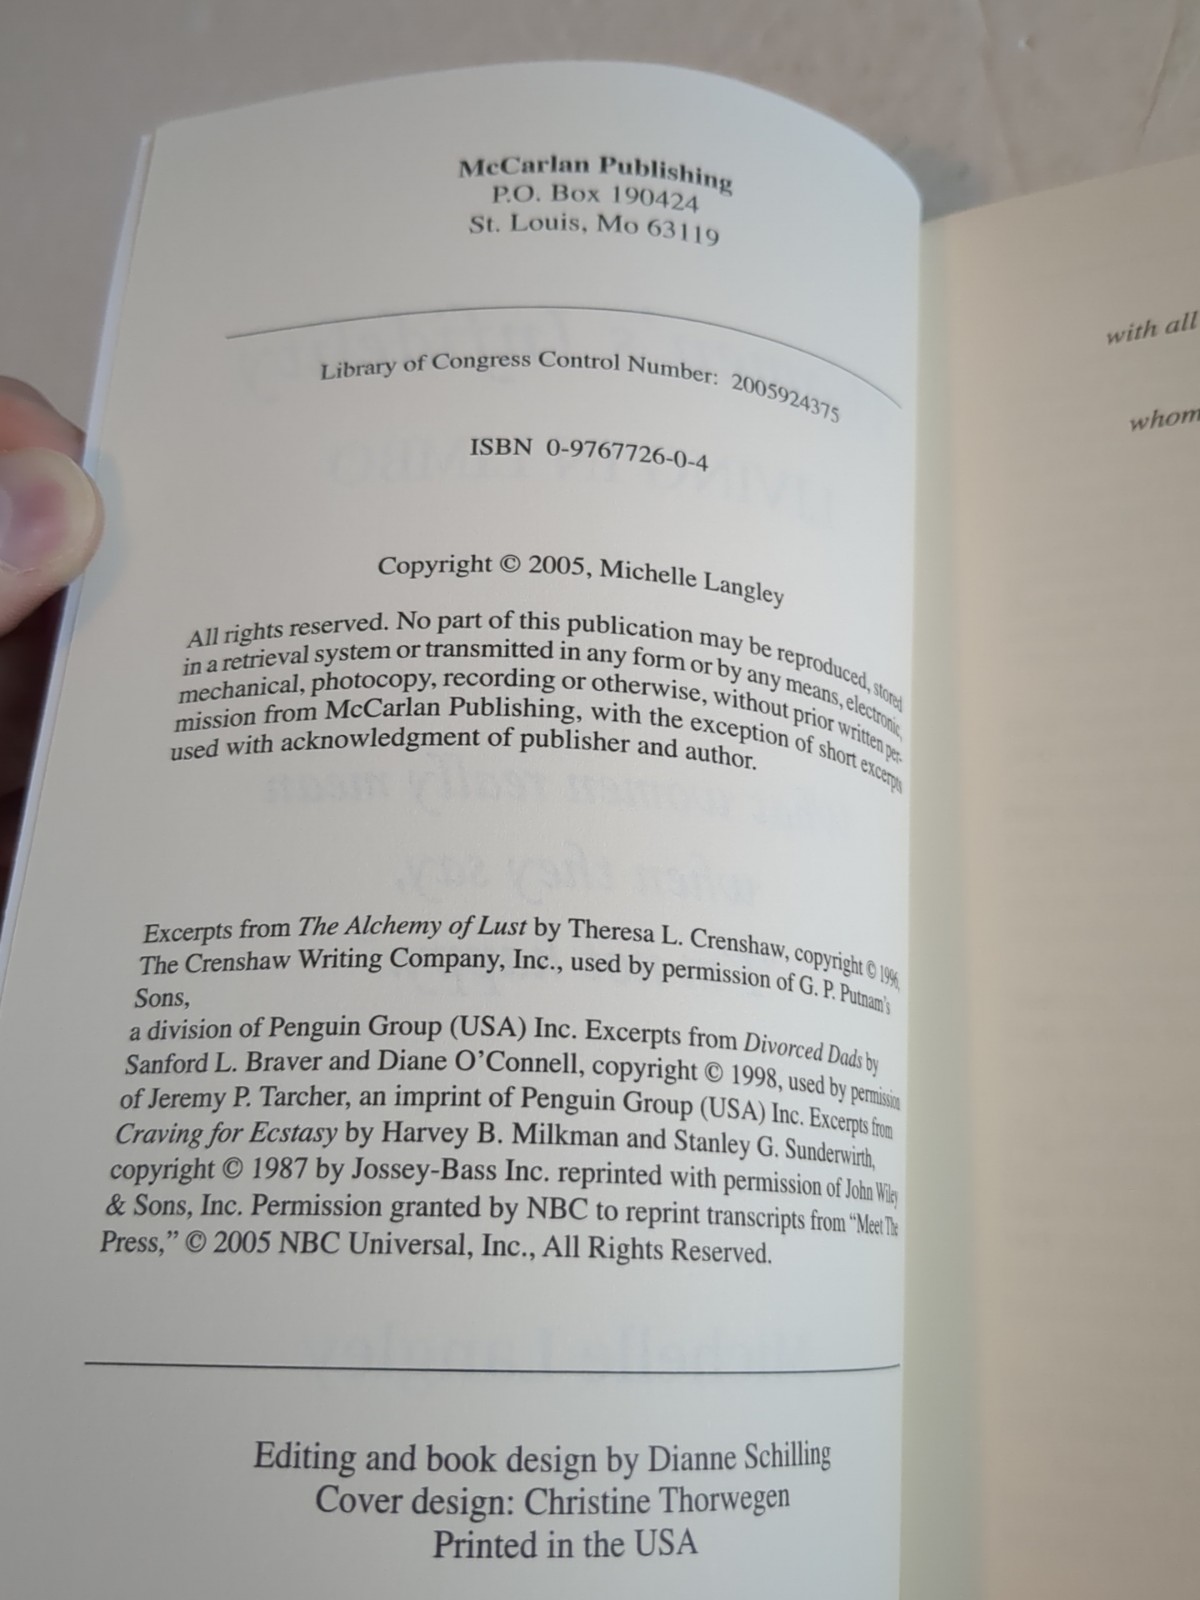 McCarlan Publishing
P.O. Box 190424
St. Louis, Mo 63119
Library of Congress Control Number: 2005924375
ISBN 0-9767726-0-4
Copyright © 2005, Michelle Langley
All rights reserved. No part of this publication may be reproduced, stored
in a retrieval system or transmitted in any form or by any means, electronic,
mechanical, photocopy, recording or otherwise, without prior written per-
mission from McCarlan Publishing, with the exception of short excerpts
used with acknowledgment of publisher and author.
Excerpts from The Alchemy of Lust by Theresa L. Crenshaw, copyright © 1996,
The Crenshaw Writing Company, Inc., used by permission of G. P. Putnam's
Sons,
a division of Penguin Group (USA) Inc. Excerpts from Divorced Dads by
Sanford L. Braver and Diane O'Connell, copyright © 1998, used by permission
of Jeremy P. Tarcher, an imprint of Penguin Group (USA) Inc. Excerpts from
Craving for Ecstasy by Harvey B. Milkman and Stanley G. Sunderwirth,
copyright © 1987 by Jossey-Bass Inc. reprinted with permission of John Wiley
& Sons, Inc. Permission granted by NBC to reprint transcripts from "Meet The
Press," © 2005 NBC Universal, Inc., All Rights Reserved.
Editing and book design by Dianne Schilling
Cover design: Christine Thorwegen
Printed in the USA
with all
whom